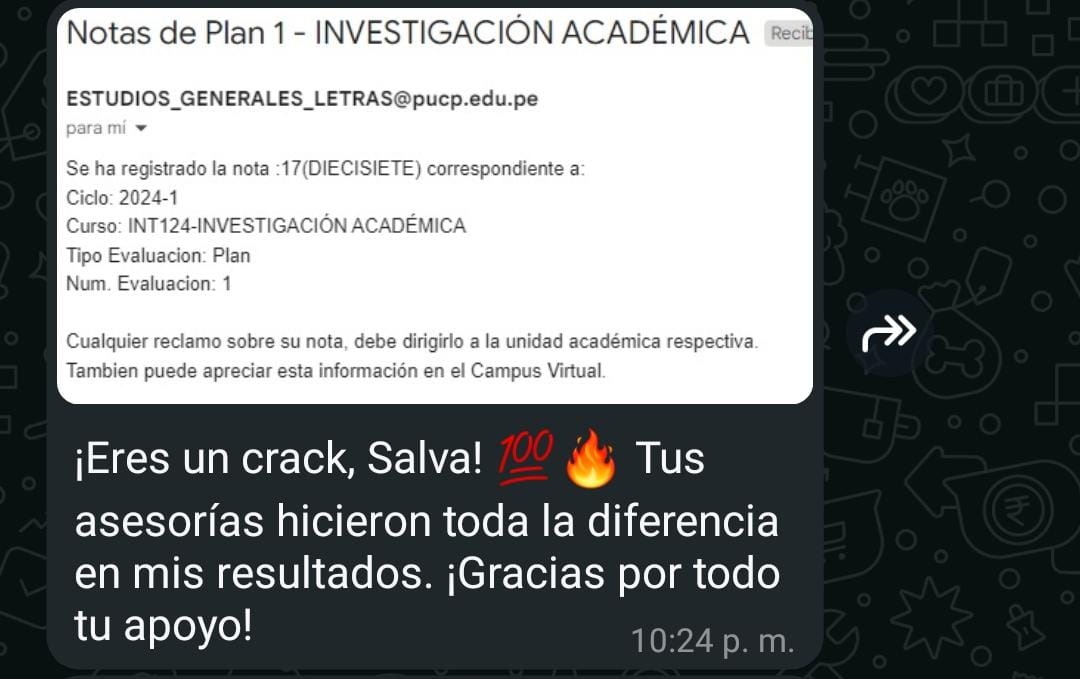 Notas de Plan 1 - INVESTIGACIÓN ACADÉMICA Recib
ESTUDIOS_GENERALES_LETRAS@pucp.edu.pe
para mí
Se ha registrado la nota :17(DIECISIETE) correspondiente a:
Ciclo: 2024-1
Curso: INT124-INVESTIGACIÓN ACADÉMICA
Tipo Evaluacion: Plan
Num. Evaluacion: 1
Cualquier reclamo sobre su nota, debe dirigirlo a la unidad académica respectiva.
Tambien puede apreciar esta información en el Campus Virtual.
¡Eres un crack, Salva! 💯🔥 Tus
asesorías hicieron toda la diferencia
en mis resultados. ¡Gracias por todo
tu apoyo!
10:24 p. m.